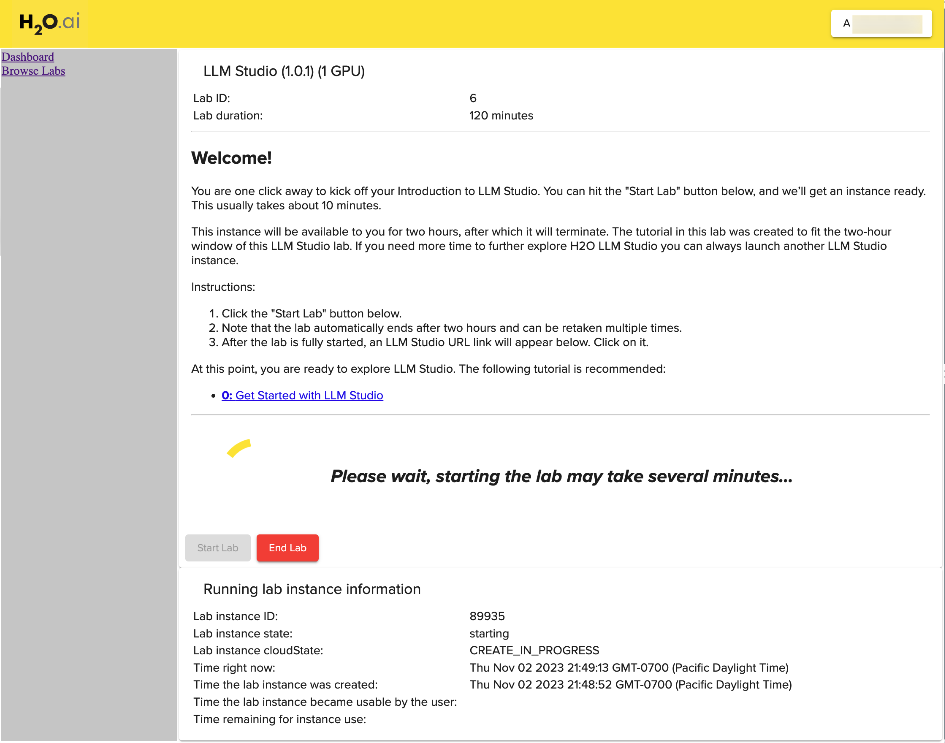 H2O.ai
A
Dashboard
Browse Labs
LLM Studio (1.0.1) (1 GPU)
Lab ID: 6
Lab duration: 120 minutes
Welcome!
You are one click away to kick off your Introduction to LLM Studio. You can hit the "Start Lab" button below, and we'll get an instance ready.
This usually takes about 10 minutes.
This instance will be available to you for two hours, after which it will terminate. The tutorial in this lab was created to fit the two-hour
window of this LLM Studio lab. If you need more time to further explore H2O LLM Studio you can always launch another LLM Studio
instance.
Instructions:
1. Click the "Start Lab" button below.
2. Note that the lab automatically ends after two hours and can be retaken multiple times.
3. After the lab is fully started, an LLM Studio URL link will appear below. Click on it.
At this point, you are ready to explore LLM Studio. The following tutorial is recommended:
• 0: Get Started with LLM Studio
Please wait, starting the lab may take several minutes...
Start Lab End Lab
Running lab instance information
Lab instance ID: 89935
Lab instance state: starting
Lab instance cloudState: CREATE_IN_PROGRESS
Time right now: Thu Nov 02 2023 21:49:13 GMT-0700 (Pacific Daylight Time)
Time the lab instance was created: Thu Nov 02 2023 21:48:52 GMT-0700 (Pacific Daylight Time)
Time the lab instance became usable by the user:
Time remaining for instance use: